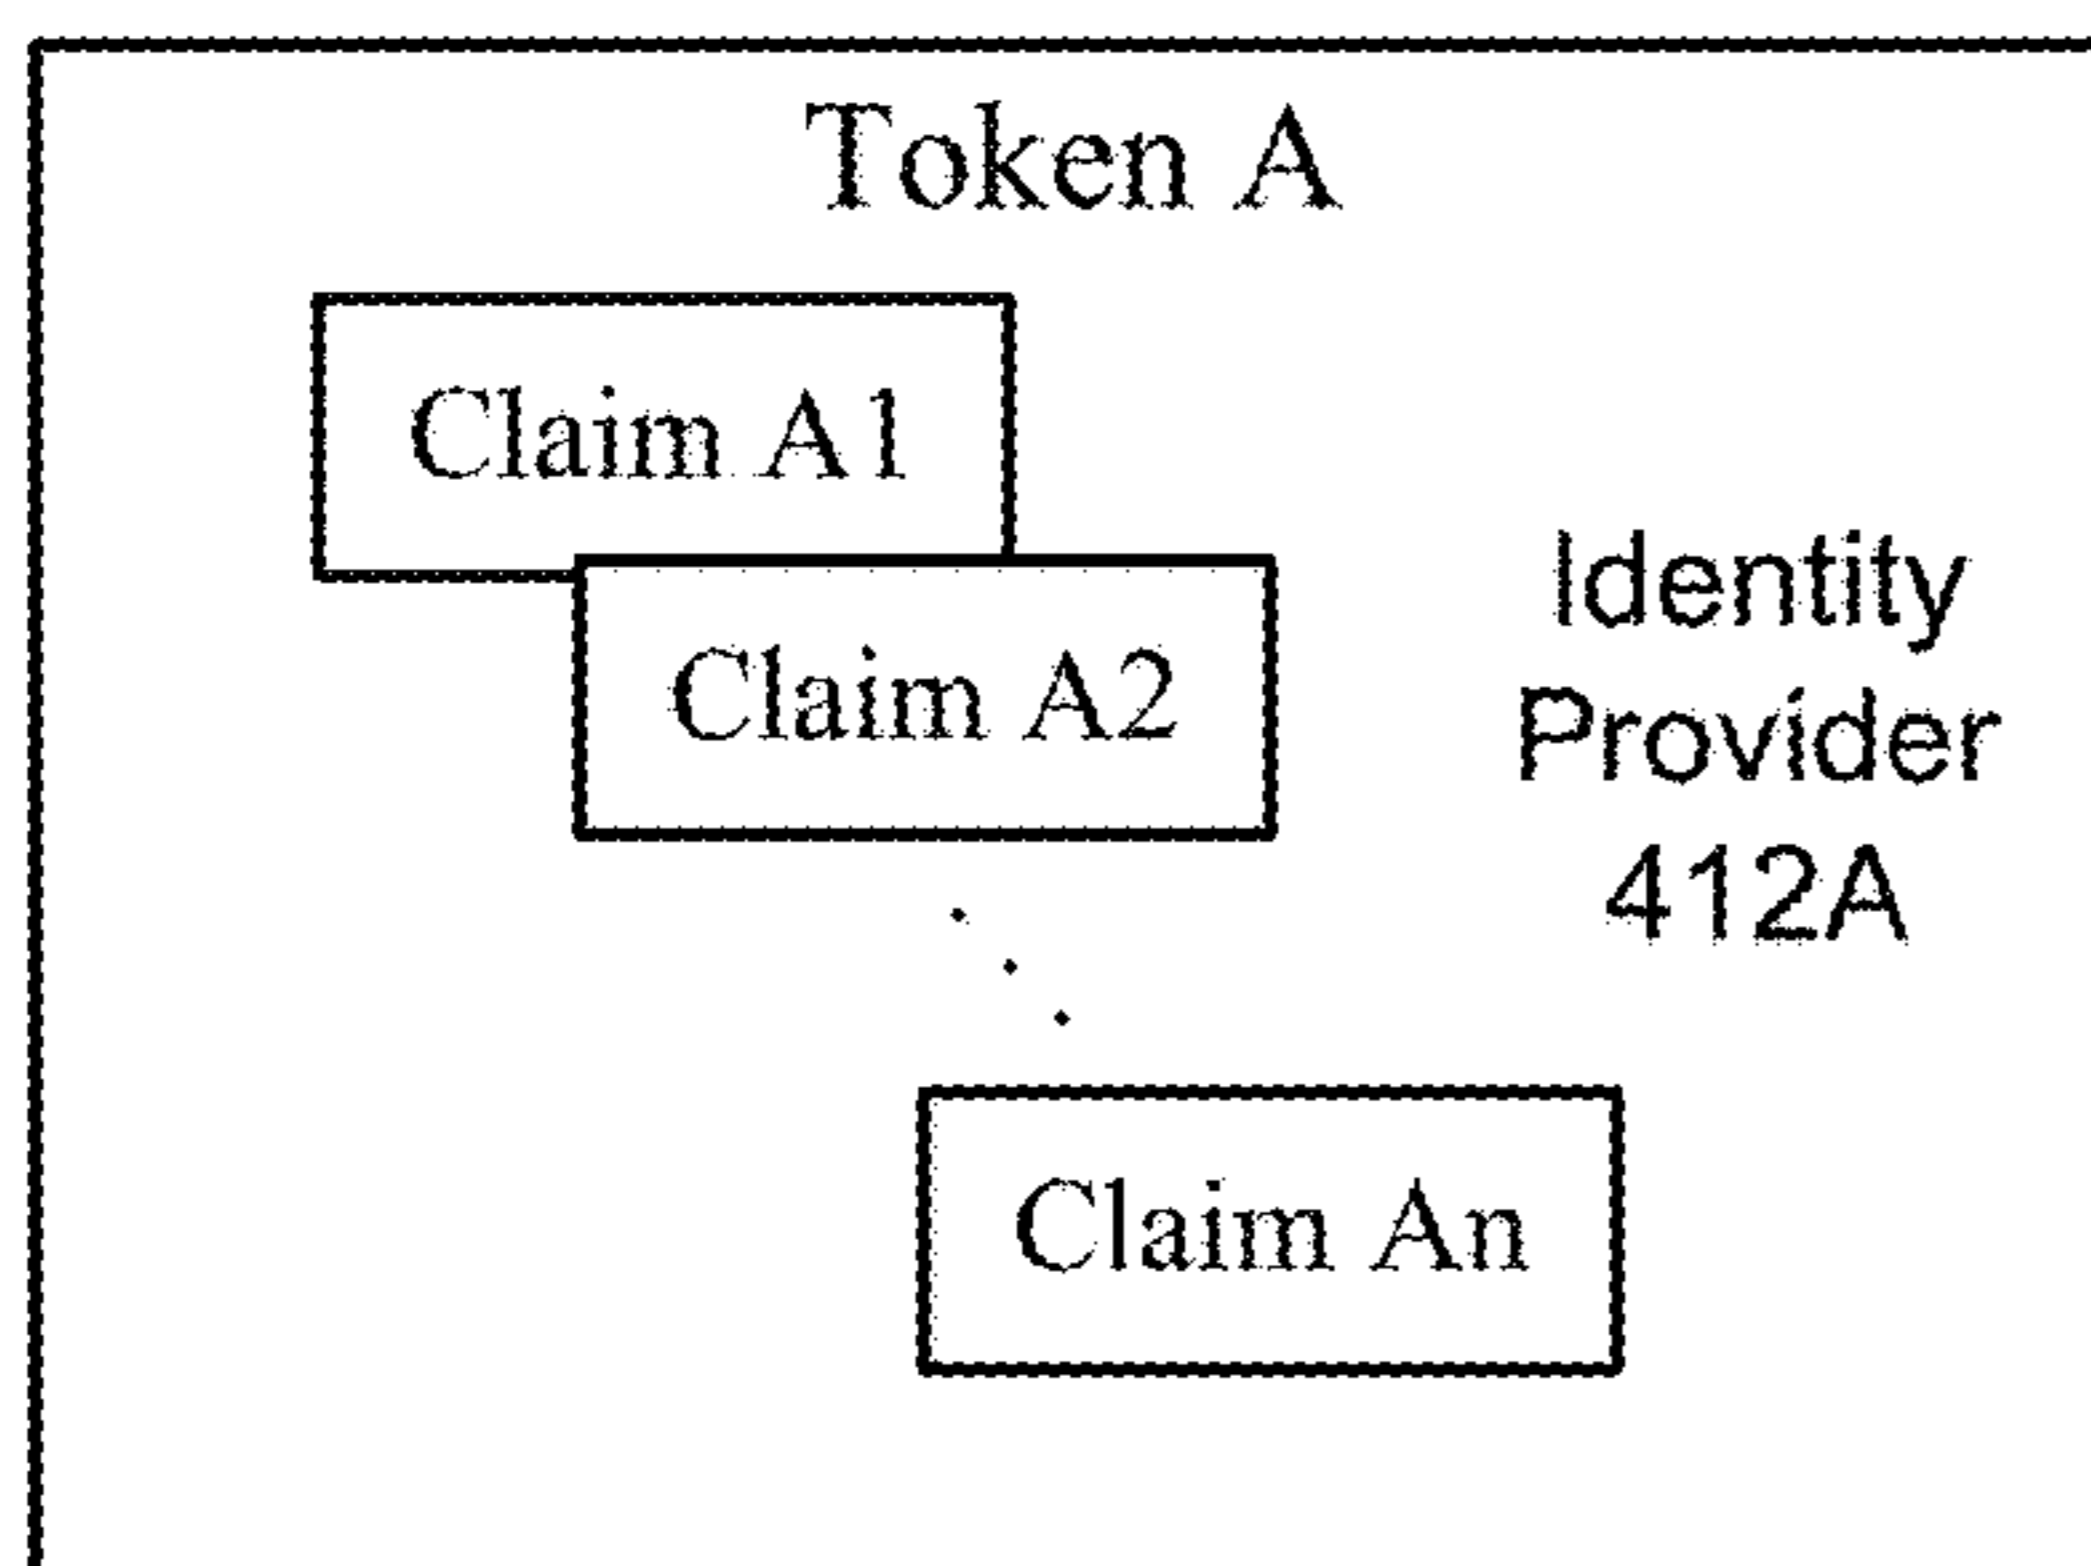 Token A
Claim A1
Claim A2
Identity
Provider
412A
Claim An